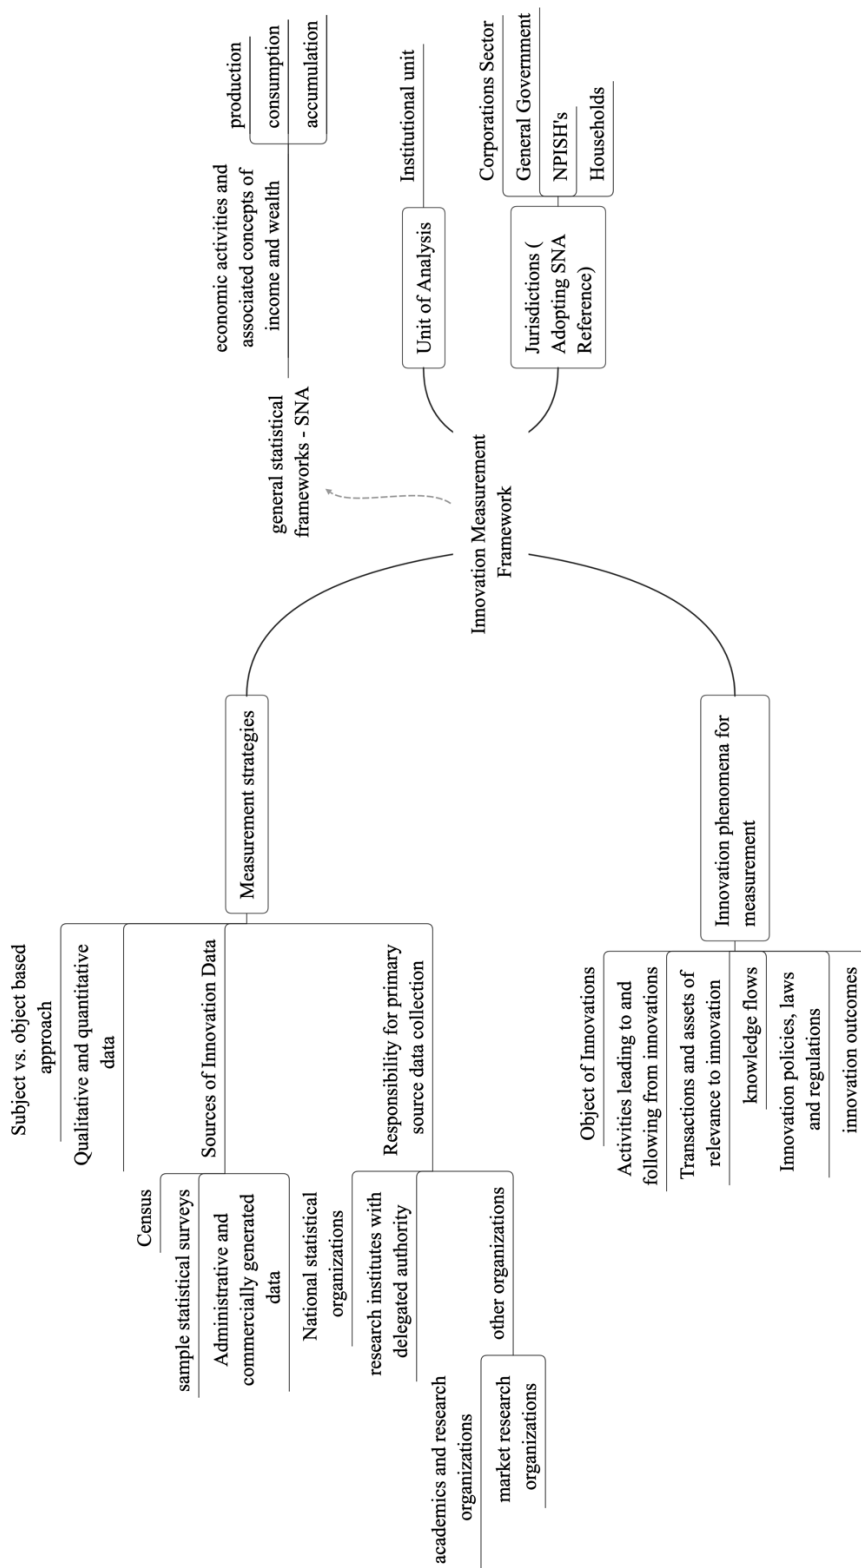 Subject vs. object based
approach
Qualitative and quantitative
data
Measurement strategies
Sources of Innovation Data
Census
sample statistical surveys
Administrative and
commercially generated
data
Responsibility for primary
source data collection
National statistical
organizations
research institutes with
delegated authority
other organizations
academics and research
organizations
market research
organizations
Innovation phenomena for
measurement
Object of Innovations
Activities leading to and
following from innovations
Transactions and assets of
relevance to innovation
knowledge flows
Innovation policies, laws
and regulations
innovation outcomes
Innovation Measurement
Framework
general statistical
frameworks - SNA
economic activities and
associated concepts of
income and wealth
production
consumption
accumulation
Unit of Analysis
Institutional unit
Jurisdictions (
Adopting SNA
Reference)
Corporations Sector
General Government
NPISH's
Households